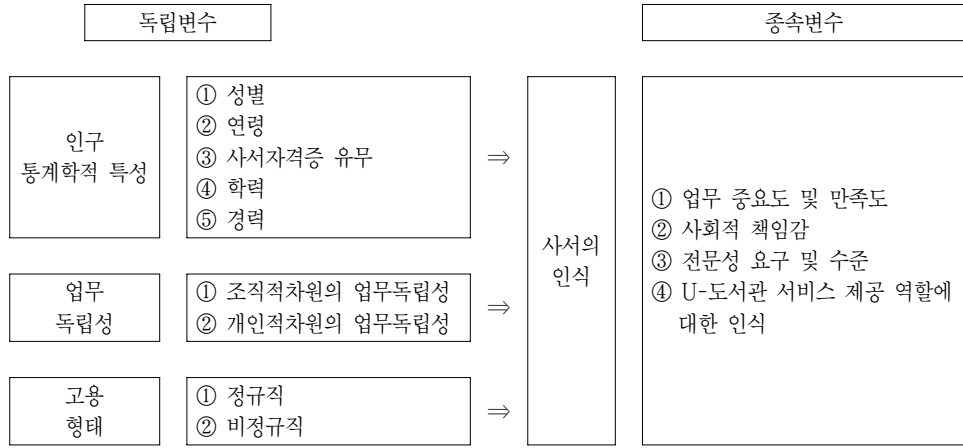 독립변수
종속변수
인구
통계학적 특성
① 성별
② 연령
③ 사서자격증 유무
④ 학력
⑤ 경력
⇒
업무
독립성
① 조직적차원의 업무독립성
② 개인적차원의 업무독립성
⇒
고용
형태
① 정규직
② 비정규직
⇒
사서의
인식
① 업무 중요도 및 만족도
② 사회적 책임감
③ 전문성 요구 및 수준
④ U-도서관 서비스 제공 역할에
대한 인식